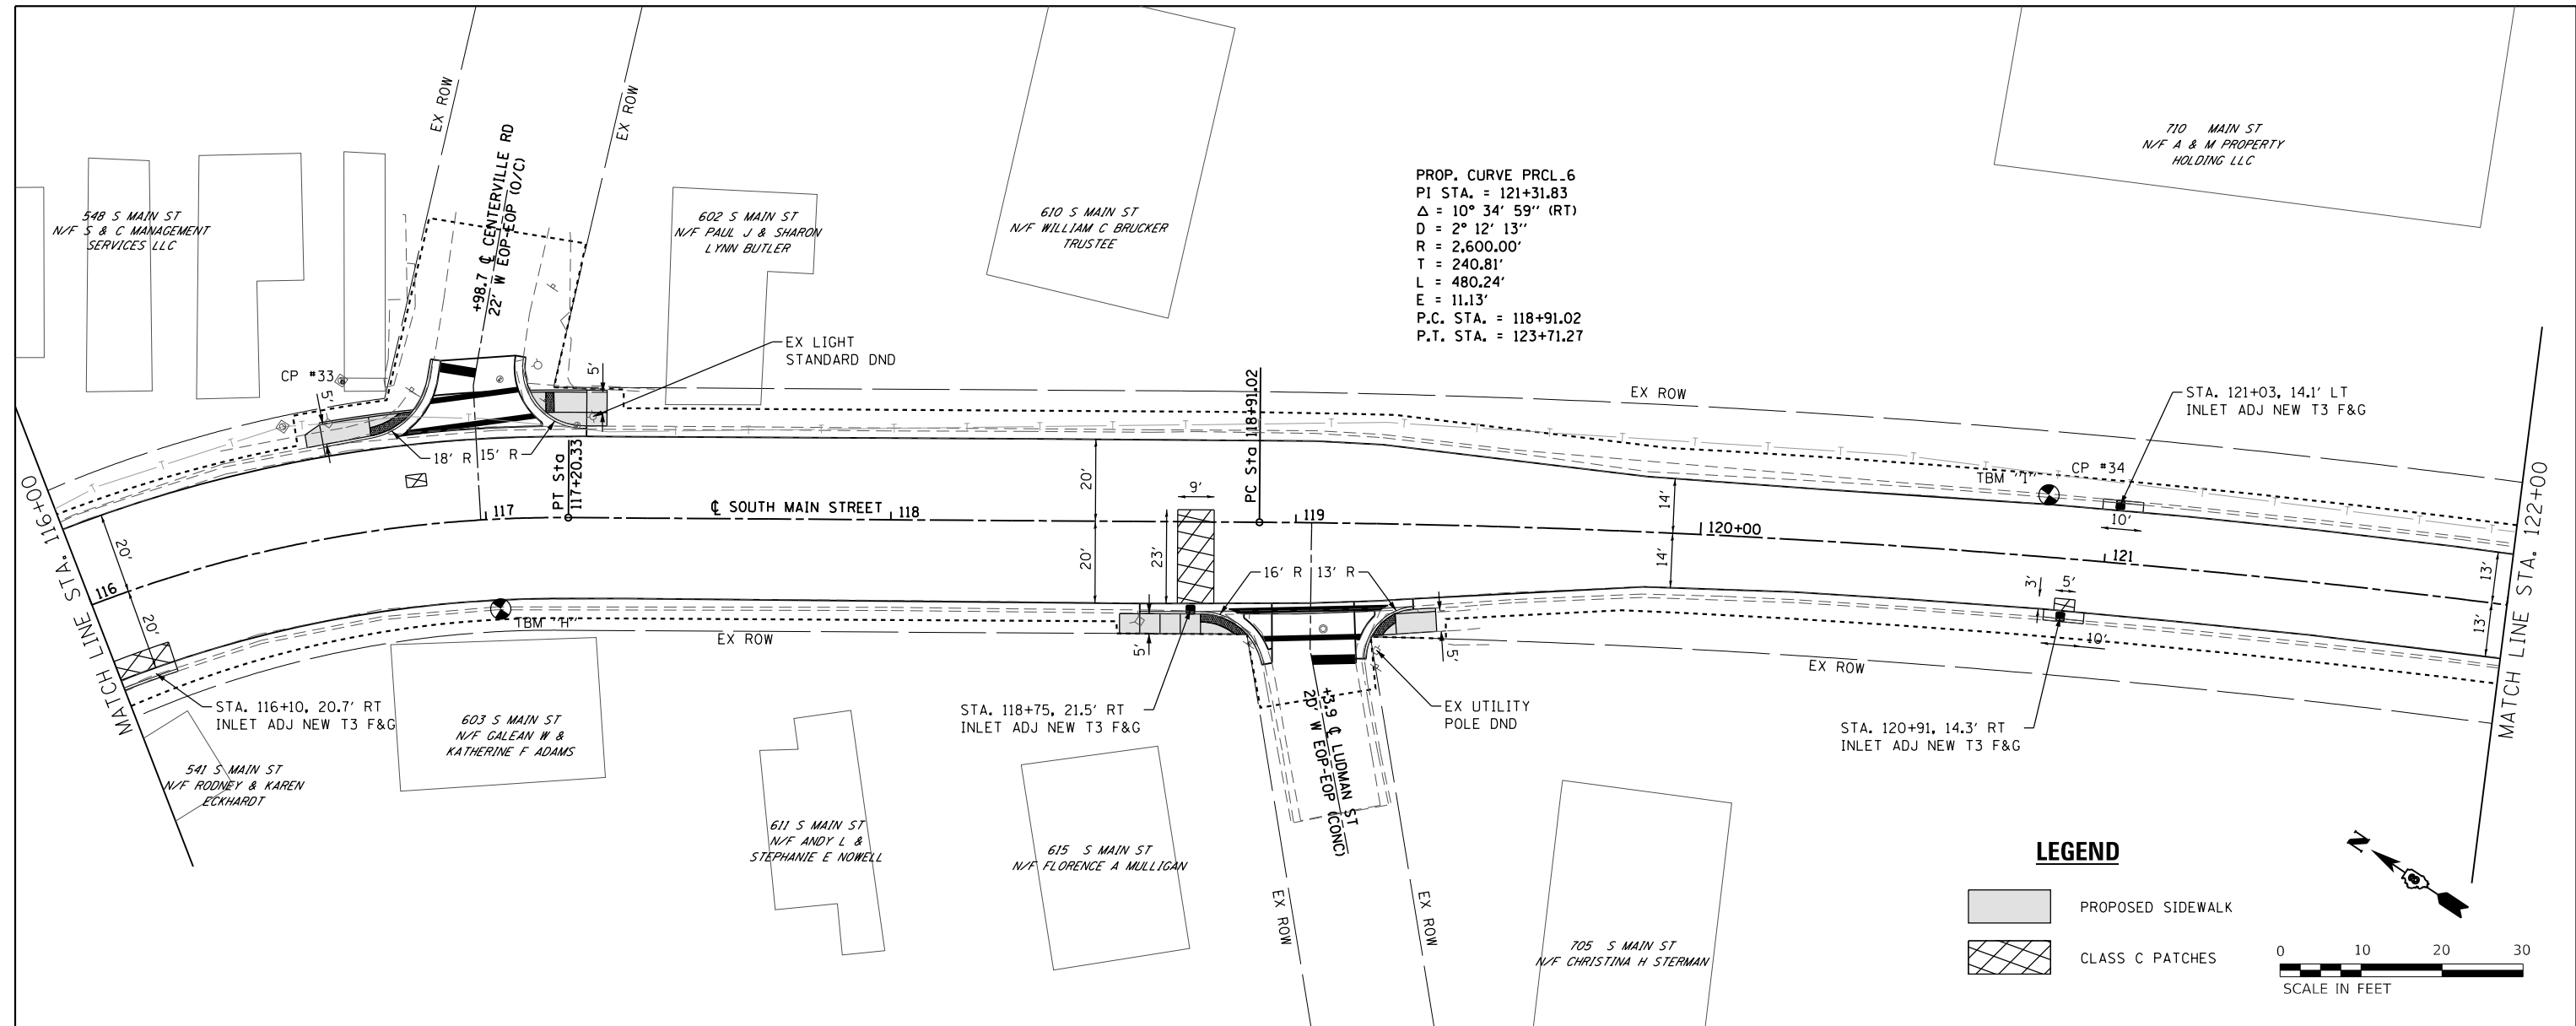 EX ROW
EX ROW
+98.7 ℄ CENTERVILLE RD
22' W EOP-EOP (O/C)
548 S MAIN ST
N/F S & C MANAGEMENT
SERVICES LLC
602 S MAIN ST
N/F PAUL J & SHARON
LYNN BUTLER
610 S MAIN ST
N/F WILLIAM C BRUCKER
TRUSTEE
710 MAIN ST
N/F A & M PROPERTY
HOLDING LLC
PROP. CURVE PRCL_6
PI STA. = 121+31.83
Δ = 10° 34' 59'' (RT)
D = 2° 12' 13''
R = 2,600.00'
T = 240.81'
L = 480.24'
E = 11.13'
P.C. STA. = 118+91.02
P.T. STA. = 123+71.27
EX LIGHT
STANDARD DND
CP #33
5'
5'
18' R
15' R
EX ROW
STA. 121+03, 14.1' LT
INLET ADJ NEW T3 F&G
CP #34
TBM "I"
10'
MATCH LINE STA. 116+00
116
20'
20'
117
PT Sta
117+20.33
℄ SOUTH MAIN STREET
118
20'
20'
9'
23'
PC Sta 118+91.02
119
14'
14'
120+00
121
13'
13'
MATCH LINE STA. 122+00
16' R
13' R
3'
5'
10'
TBM "H"
EX ROW
5'
5'
EX ROW
STA. 116+10, 20.7' RT
INLET ADJ NEW T3 F&G
STA. 118+75, 21.5' RT
INLET ADJ NEW T3 F&G
EX UTILITY
POLE DND
STA. 120+91, 14.3' RT
INLET ADJ NEW T3 F&G
+3.9 ℄ LUDMAN ST
20' W EOP-EOP (CONC)
541 S MAIN ST
N/F RODNEY & KAREN
ECKHARDT
603 S MAIN ST
N/F GALEAN W &
KATHERINE F ADAMS
611 S MAIN ST
N/F ANDY L &
STEPHANIE E NOWELL
615 S MAIN ST
N/F FLORENCE A MULLIGAN
EX ROW
EX ROW
705 S MAIN ST
N/F CHRISTINA H STERMAN
LEGEND
PROPOSED SIDEWALK
CLASS C PATCHES
N
0 10 20 30
SCALE IN FEET